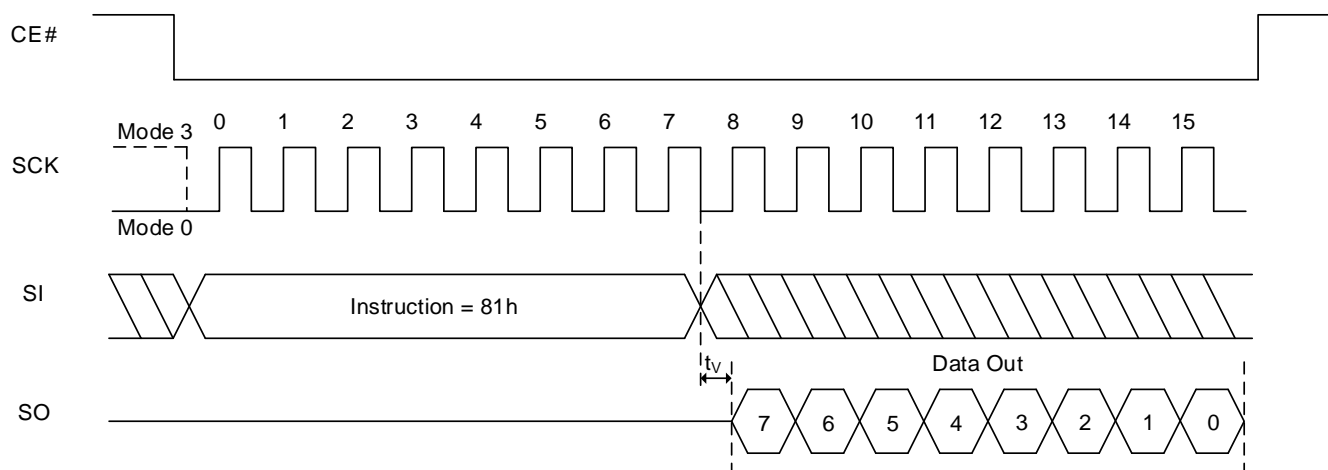 CE#
0 1 2 3 4 5 6 7 8 9 10 11 12 13 14 15
Mode 3
SCK
Mode 0
SI
Instruction = 81h
tV
Data Out
SO
7 6 5 4 3 2 1 0